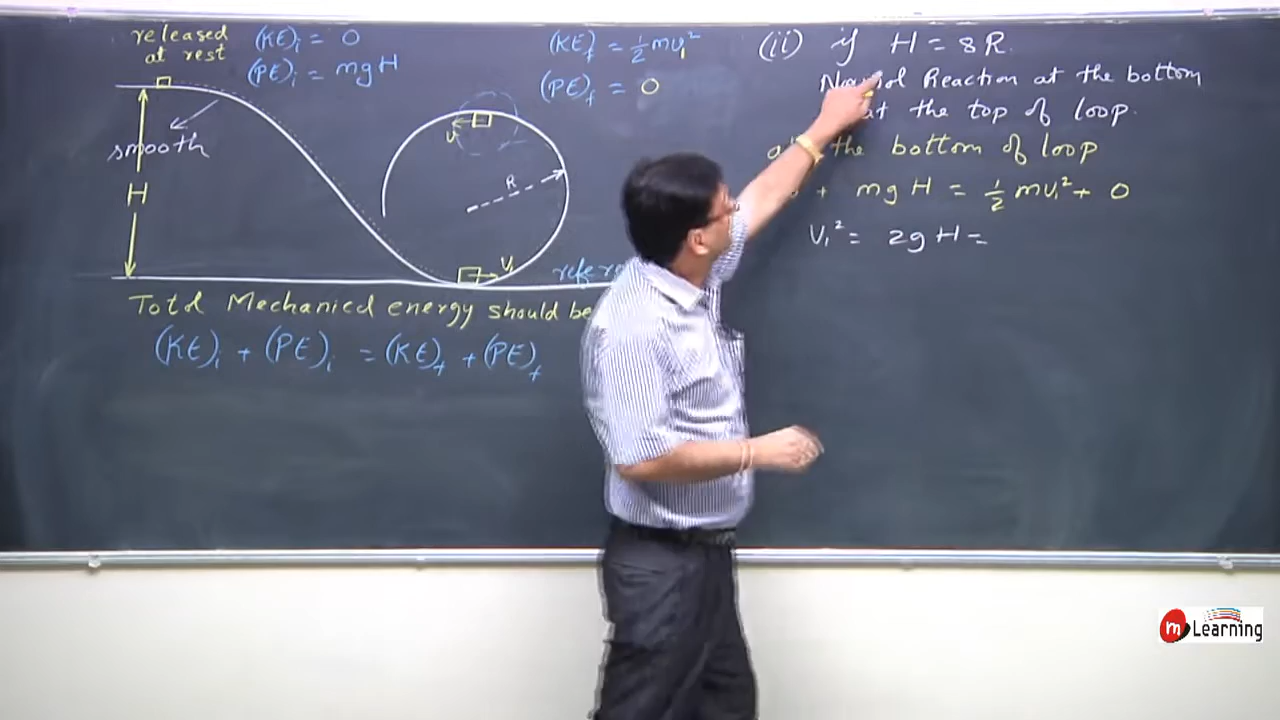 released
at rest
(KE)i = 0
(PE)i = mgH
(KE)f = 1/2 mv₁²
(PE)f = 0
smooth
H
R
v
V
Total Mechanical energy should be
(KE)i + (PE)i = (KE)f + (PE)f
(ii) if H = 8R.
Reaction at the bottom
at the top of loop.
the bottom of loop
+ mgH = 1/2 mv₁² + 0
V₁² = 2gH =
m Learning